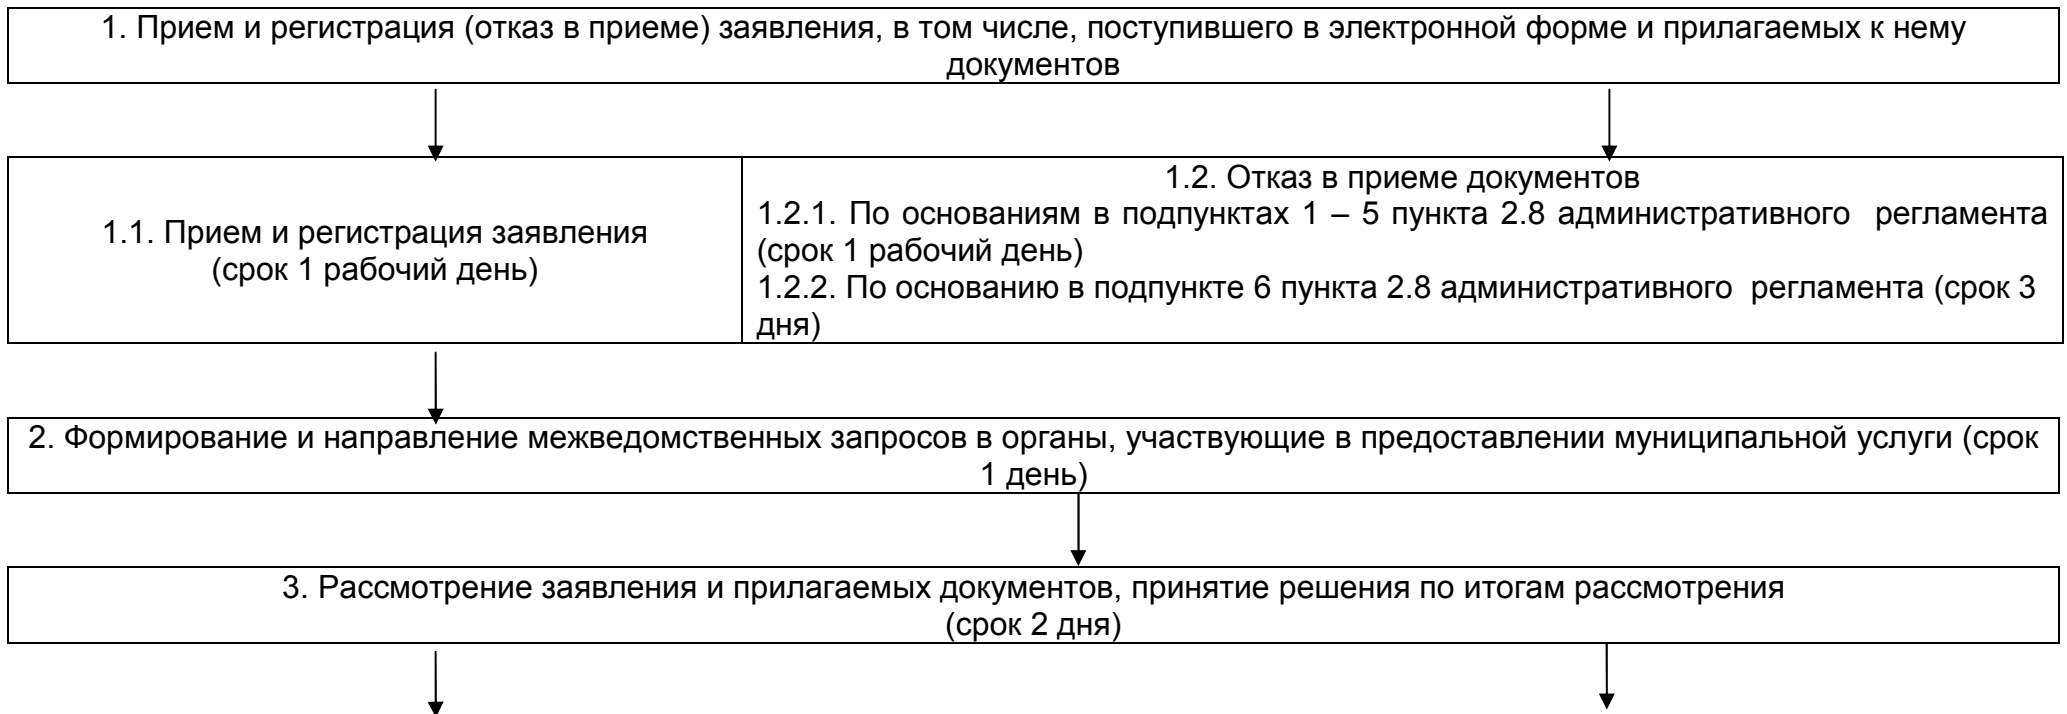 1. Прием и регистрация (отказ в приеме) заявления, в том числе, поступившего в электронной форме и прилагаемых к нему
документов
1.1. Прием и регистрация заявления
(срок 1 рабочий день)
1.2. Отказ в приеме документов
1.2.1. По основаниям в подпунктах 1 – 5 пункта 2.8 административного регламента
(срок 1 рабочий день)
1.2.2. По основанию в подпункте 6 пункта 2.8 административного регламента (срок 3
дня)
2. Формирование и направление межведомственных запросов в органы, участвующие в предоставлении муниципальной услуги (срок
1 день)
3. Рассмотрение заявления и прилагаемых документов, принятие решения по итогам рассмотрения
(срок 2 дня)